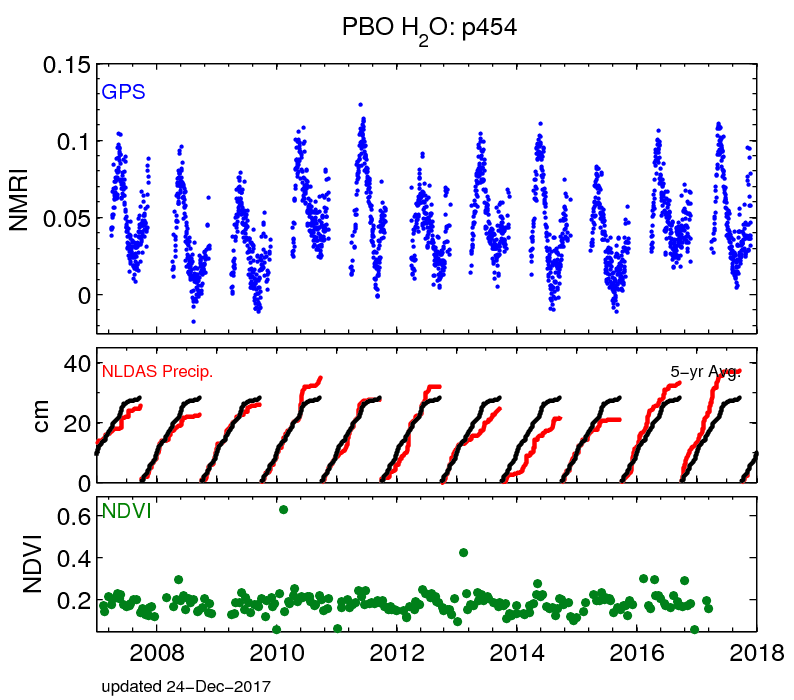 PBO H2O: p454
0.15
GPS
0.1
NMRI
0.05
0
40
NLDAS Precip.
5−yr Avg.
cm
20
0
0.6
NDVI
NDVI
0.4
0.2
2008 2010 2012 2014 2016 2018
updated 24−Dec−2017